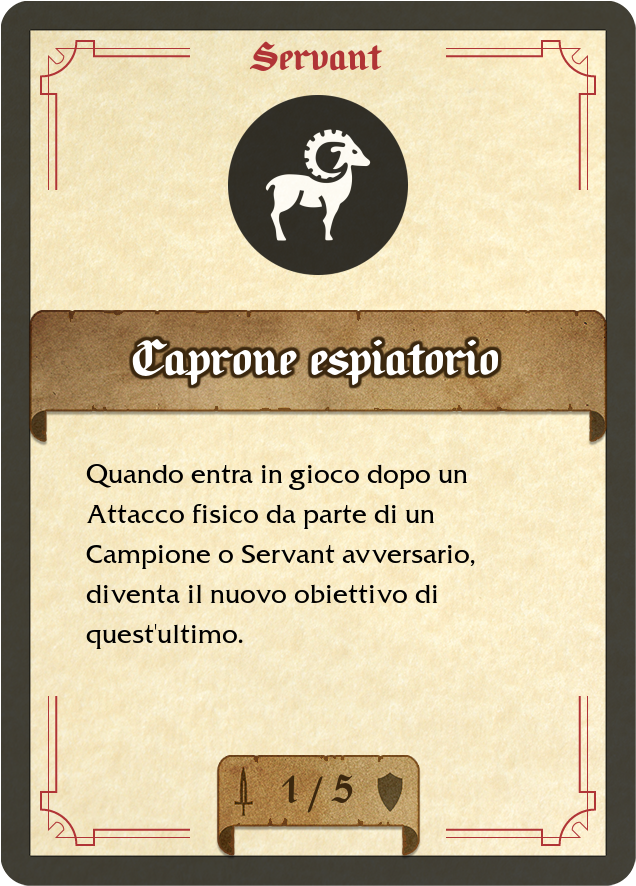 Servant
Caprone espiatorio
Quando entra in gioco dopo un
Attacco fisico da parte di un
Campione o Servant avversario,
diventa il nuovo obiettivo di
quest'ultimo.
1/5